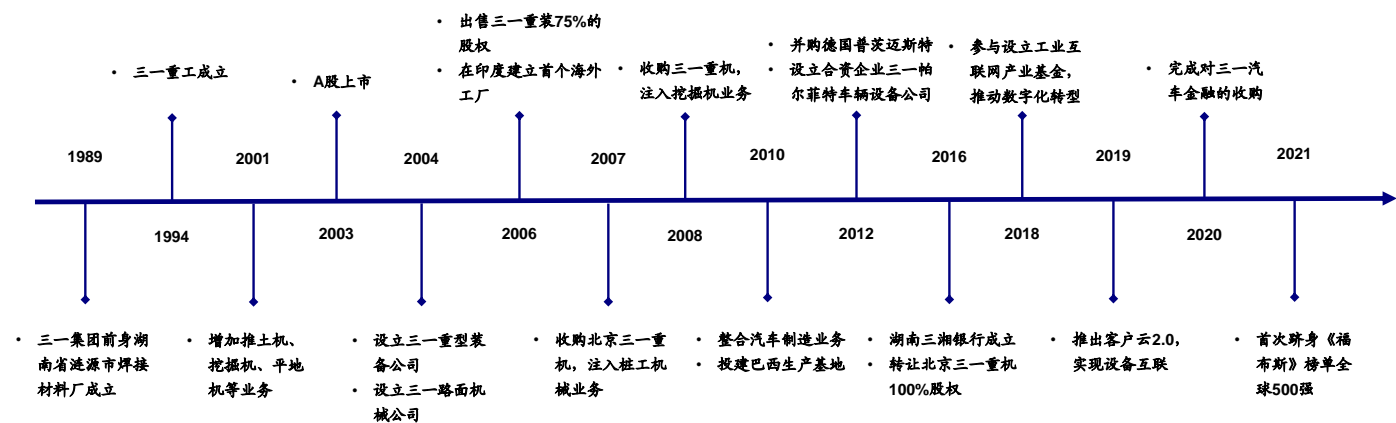 • 出售三一重装75%的
股权
• 在印度建立首个海外
工厂
• 三一重工成立
• A股上市
• 收购三一重机，
注入挖掘机业务
• 并购德国普茨迈斯特
• 设立合资企业三一帕
尔菲特车辆设备公司
• 参与设立工业互
联网产业基金，
推动数字化转型
• 完成对三一汽
车金融的收购
1989
2001
2004
2007
2010
2016
2019
2021
1994
2003
2006
2008
2012
2018
2020
• 三一集团前身湖
南省涟源市焊接
材料厂成立
• 增加推土机、
挖掘机、平地
机等业务
• 设立三一重型装
备公司
• 设立三一路面机
械公司
• 收购北京三一重
机，注入桩工机
械业务
• 整合汽车制造业务
• 投建巴西生产基地
• 湖南三湘银行成立
• 转让北京三一重机
100%股权
• 推出客户云2.0，
实现设备互联
• 首次跻身《福
布斯》榜单全
球500强